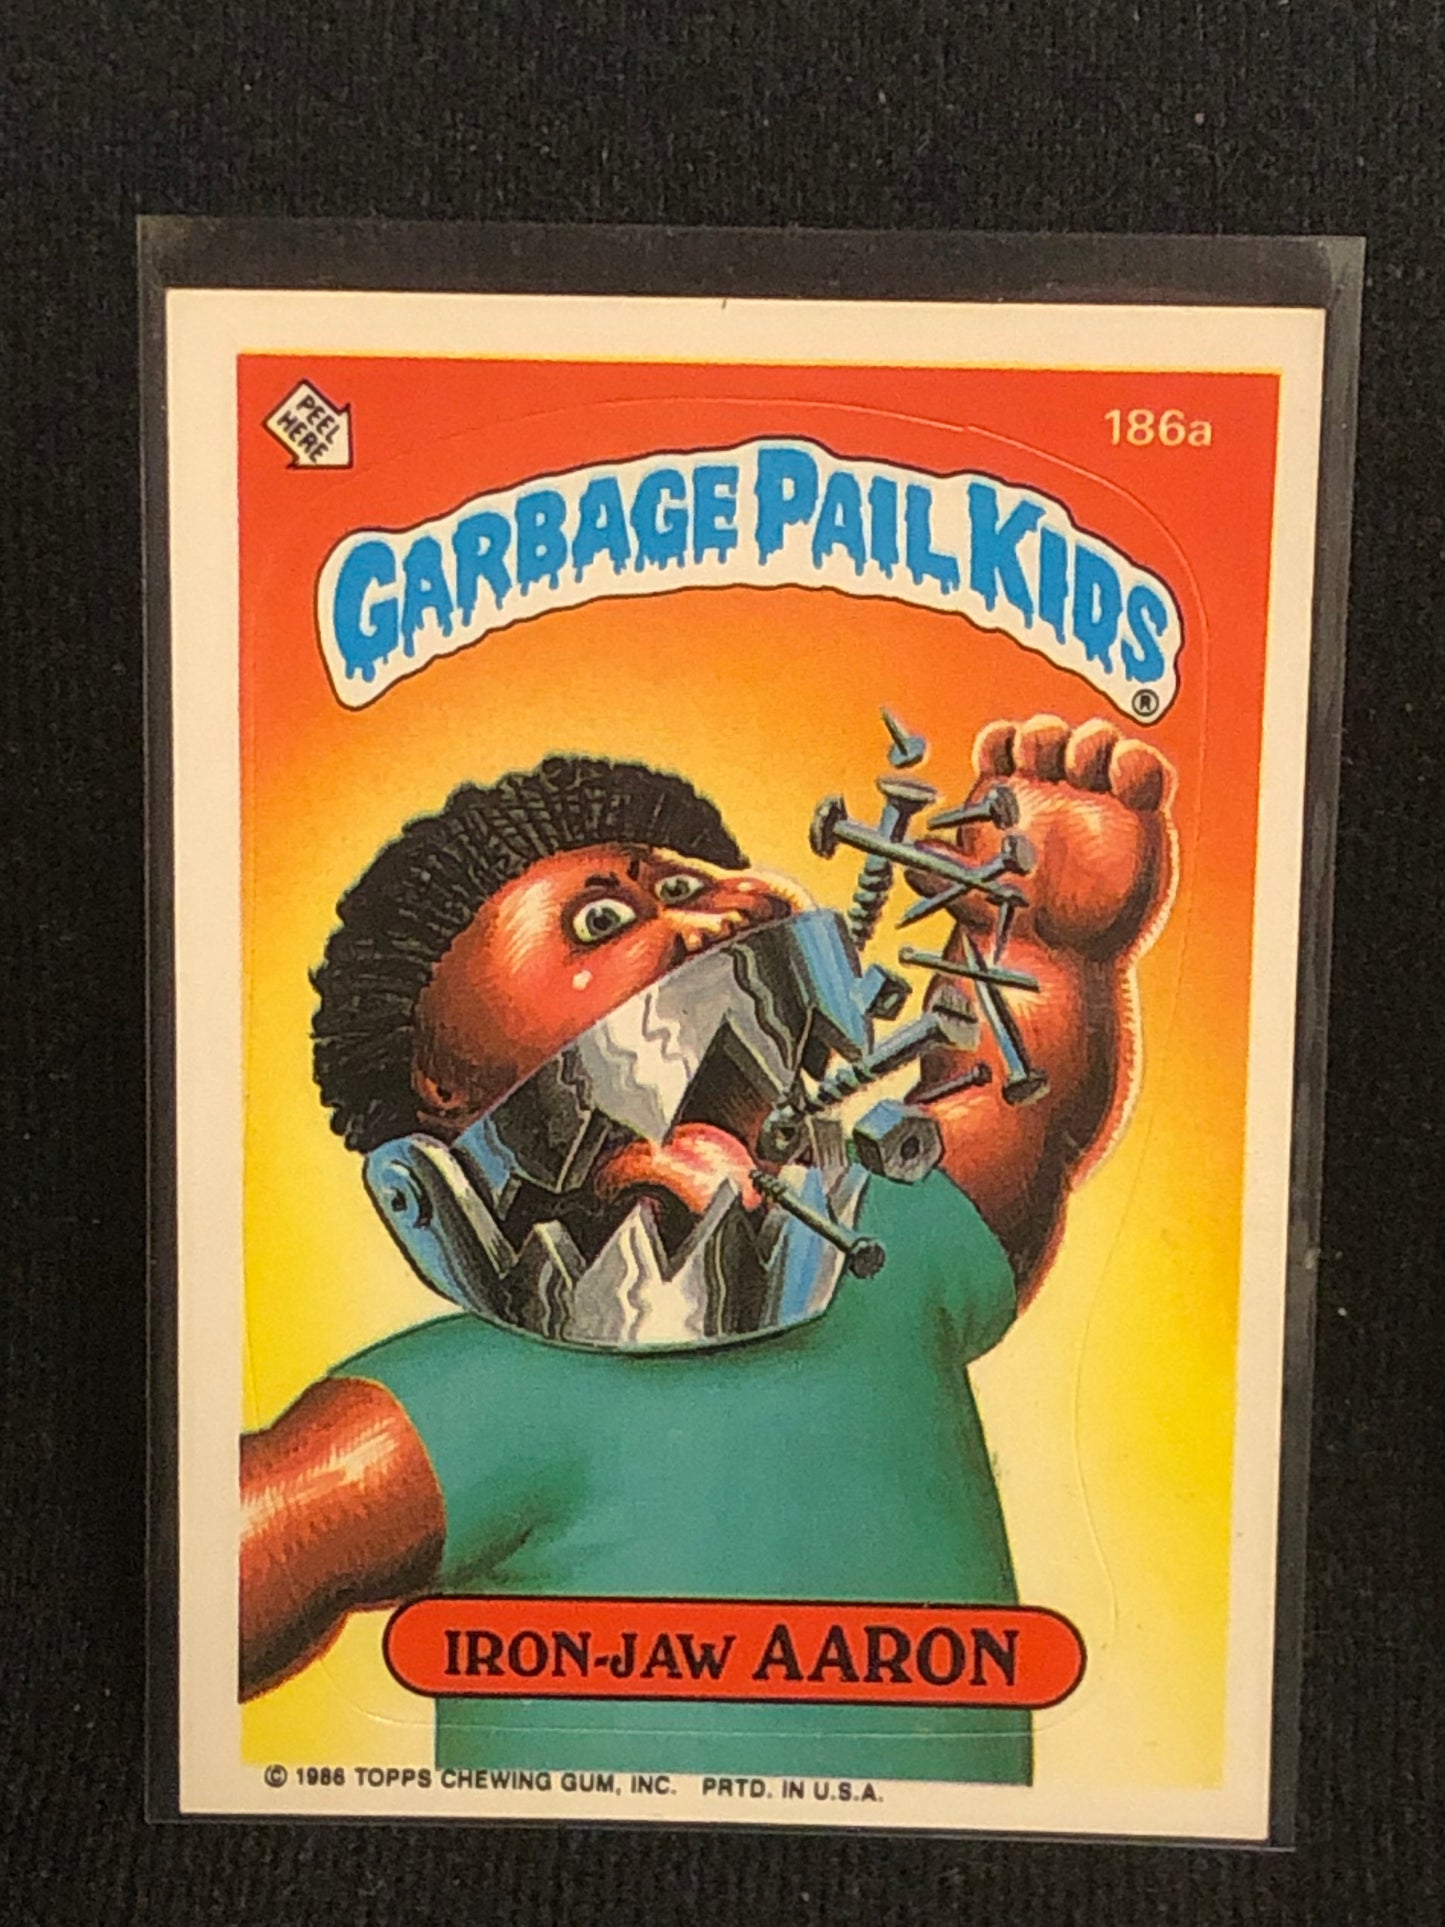 PEEL
HERE
186a
GARBAGE PAIL KIDS
®
IRON-JAW AARON
© 1986 TOPPS CHEWING GUM, INC. PRTD. IN U.S.A.